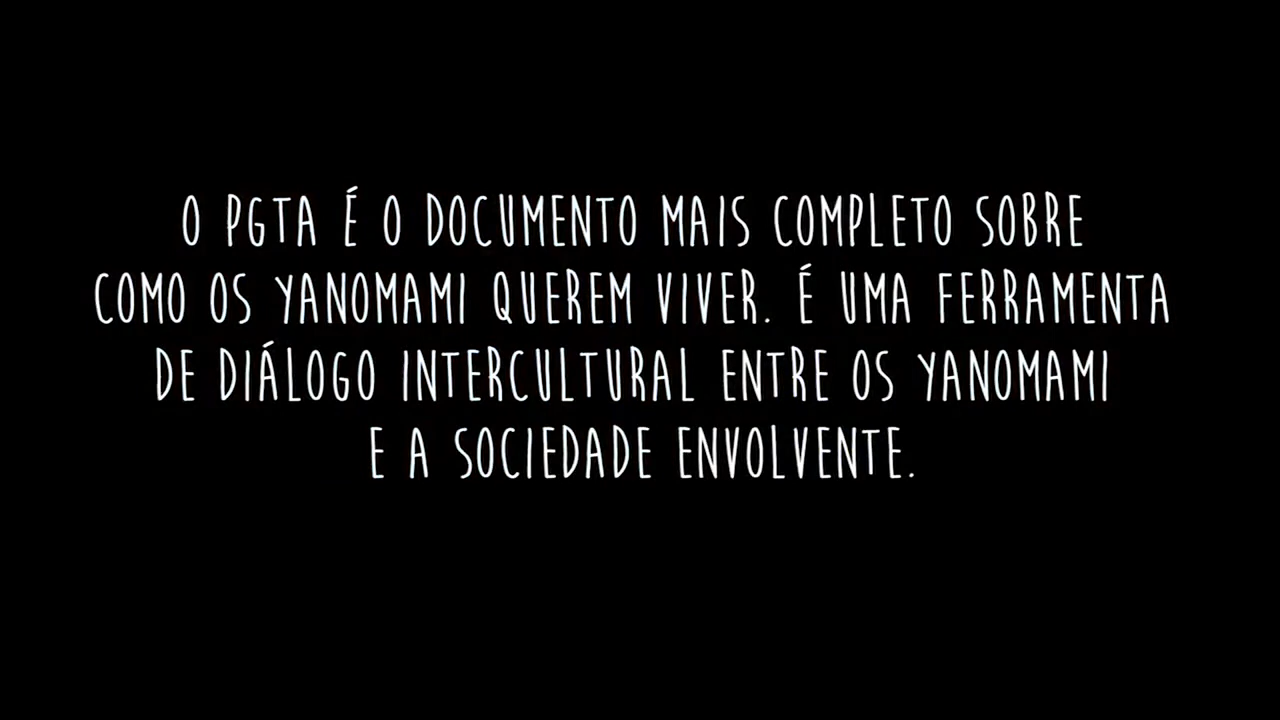 O PGTA É O DOCUMENTO MAIS COMPLETO SOBRE
COMO OS YANOMAMI QUEREM VIVER. É UMA FERRAMENTA
DE DIÁLOGO INTERCULTURAL ENTRE OS YANOMAMI
E A SOCIEDADE ENVOLVENTE.